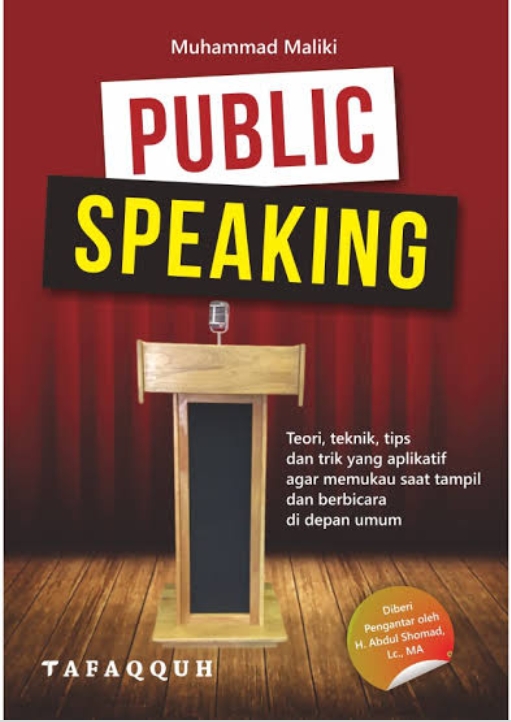 Muhammad Maliki
PUBLIC
SPEAKING
Teori, teknik, tips
dan trik yang aplikatif
agar memukau saat tampil
dan berbicara
di depan umum
Diberi
Pengantar oleh
H. Abdul Shomad,
Lc., MA
TAFAQQUH